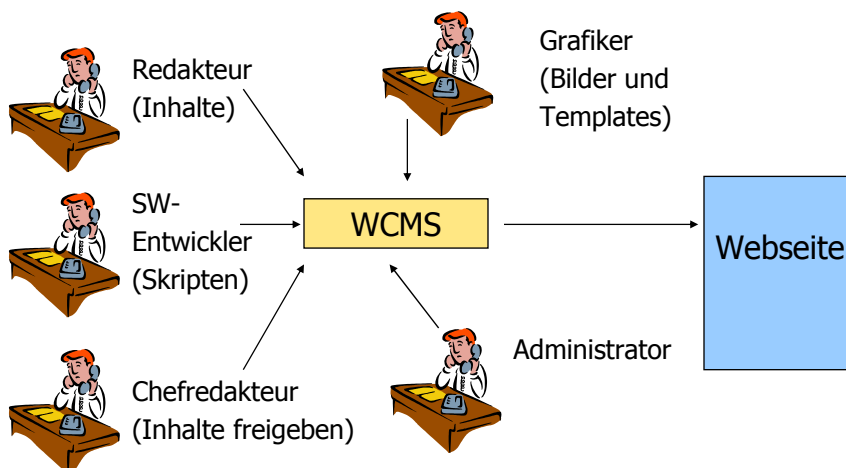 Redakteur
(Inhalte)
Grafiker
(Bilder und
Templates)
SW-
Entwickler
(Skripten)
WCMS
Webseite
Chefredakteur
(Inhalte freigeben)
Administrator